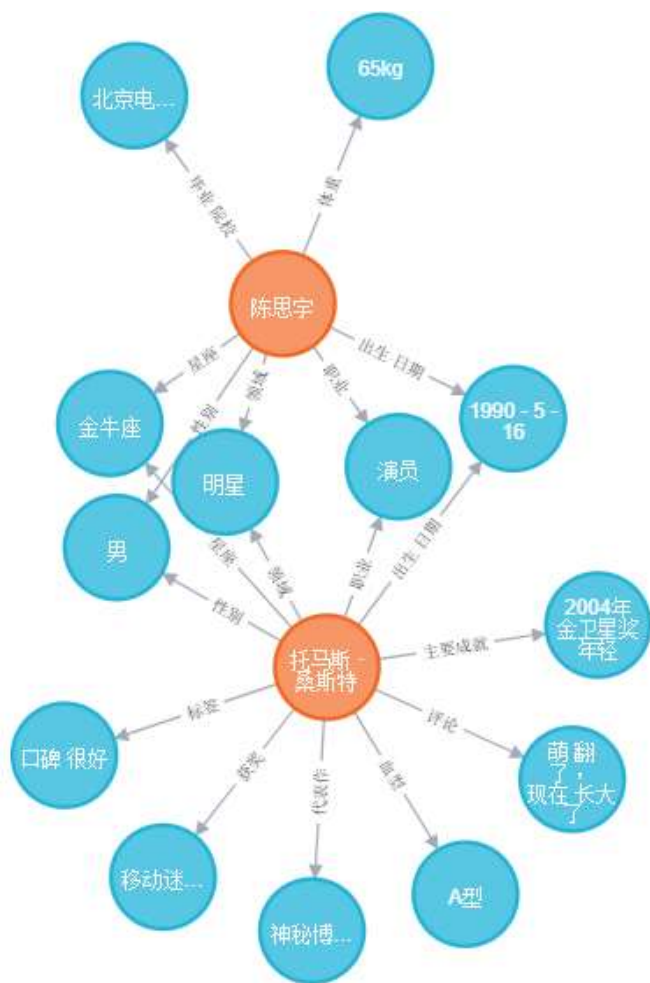 65kg
北京电...
毕业 院校
体重
陈思宇
星座
领域
职业
出生 日期
性别
金牛座
1990 - 5 -
16
明星
演员
男
星座
领域
职业
出生 日期
性别
2004年
金卫星奖
年轻
主要成就
托马斯 -
桑斯特
标签
评论
口碑 很好
获奖
代表作
血型
萌 翻
了，
现在 长大
了
移动迷...
A型
神秘博...